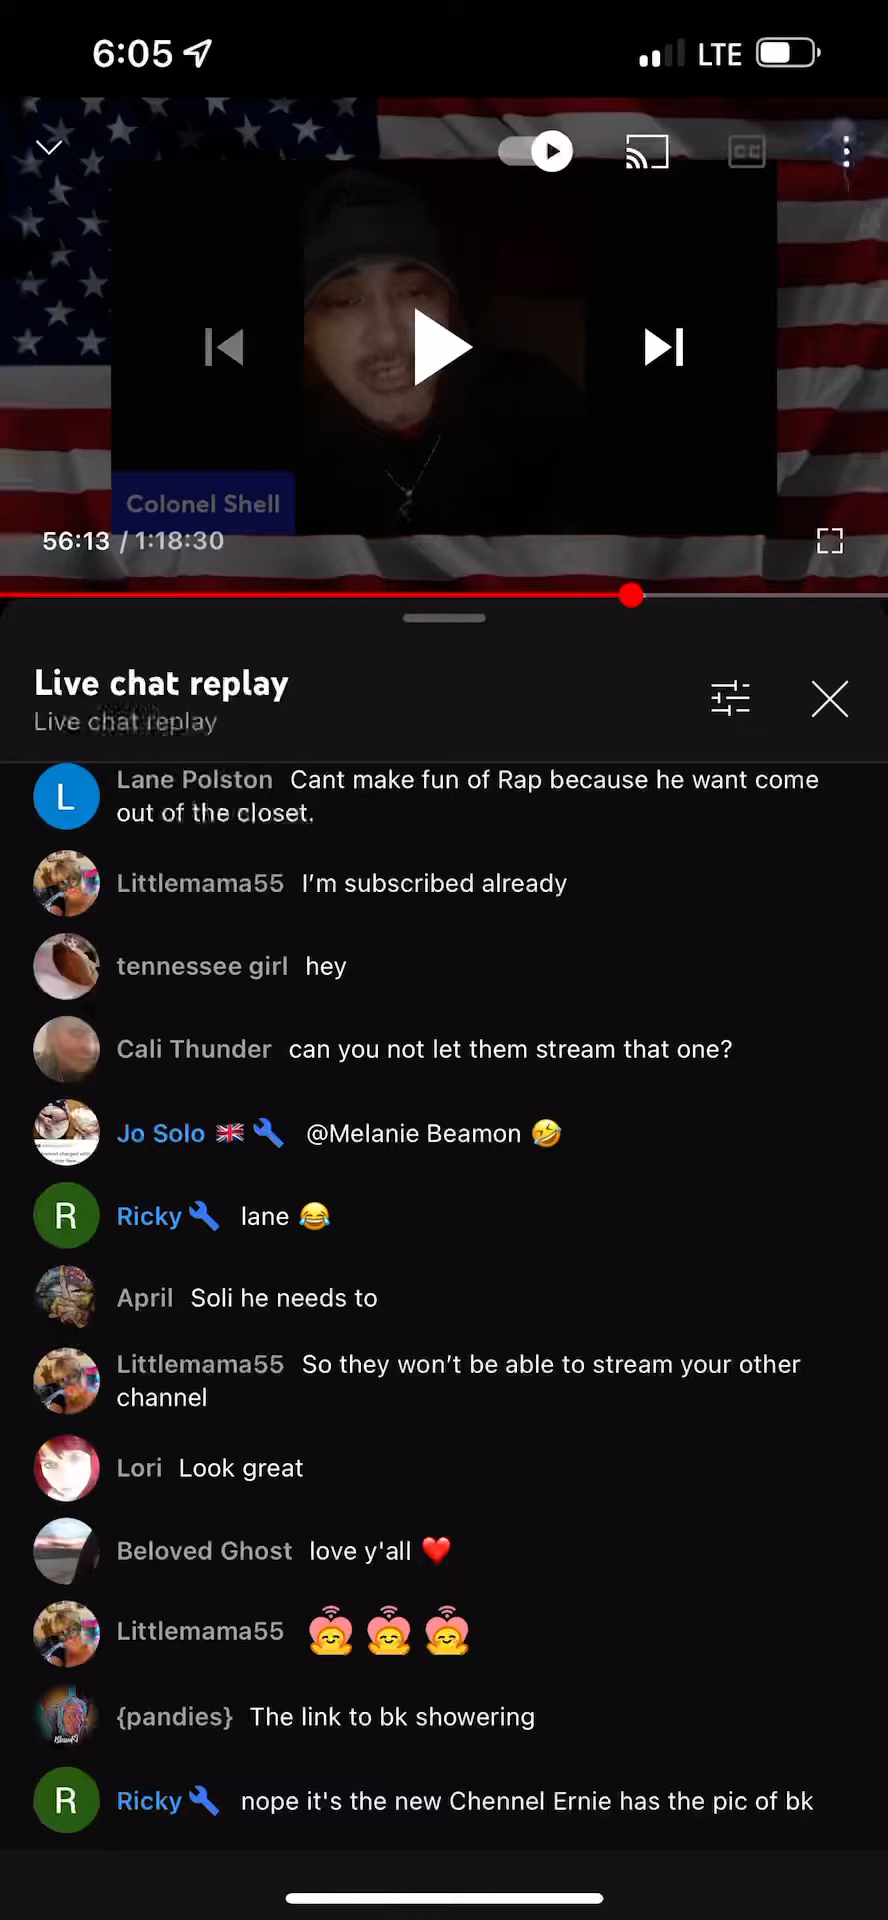 6:05
LTE
CC
Colonel Shell
56:13 / 1:18:30
Live chat replay
Live chat replay
L
Lane Polston Cant make fun of Rap because he want come
out of the closet.
Littlemama55 I’m subscribed already
tennessee girl hey
Cali Thunder can you not let them stream that one?
Jo Solo 🇬🇧 🔧 @Melanie Beamon 🤣
R
Ricky 🔧 lane 😂
April Soli he needs to
Littlemama55 So they won’t be able to stream your other
channel
Lori Look great
Beloved Ghost love y'all ❤️
Littlemama55
{pandies} The link to bk showering
R
Ricky 🔧 nope it's the new Chennel Ernie has the pic of bk